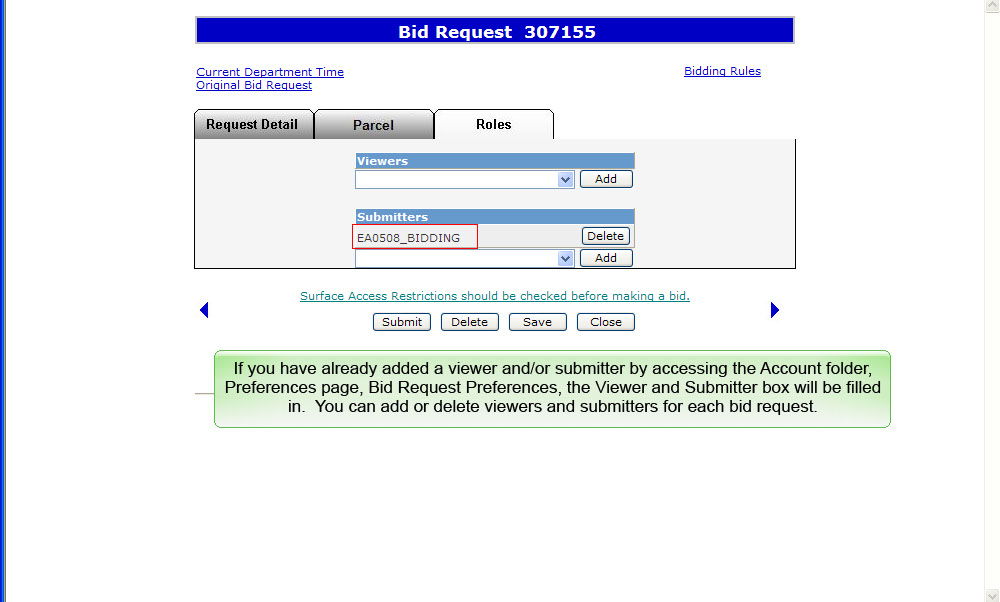 Bid Request 307155
Current Department Time
Bidding Rules
Original Bid Request
Request Detail
Parcel
Roles
Viewers
Add
Submitters
EA0508_BIDDING
Delete
Add
Surface Access Restrictions should be checked before making a bid.
Submit
Delete
Save
Close
If you have already added a viewer and/or submitter by accessing the Account folder,
Preferences page, Bid Request Preferences, the Viewer and Submitter box will be filled
in. You can add or delete viewers and submitters for each bid request.